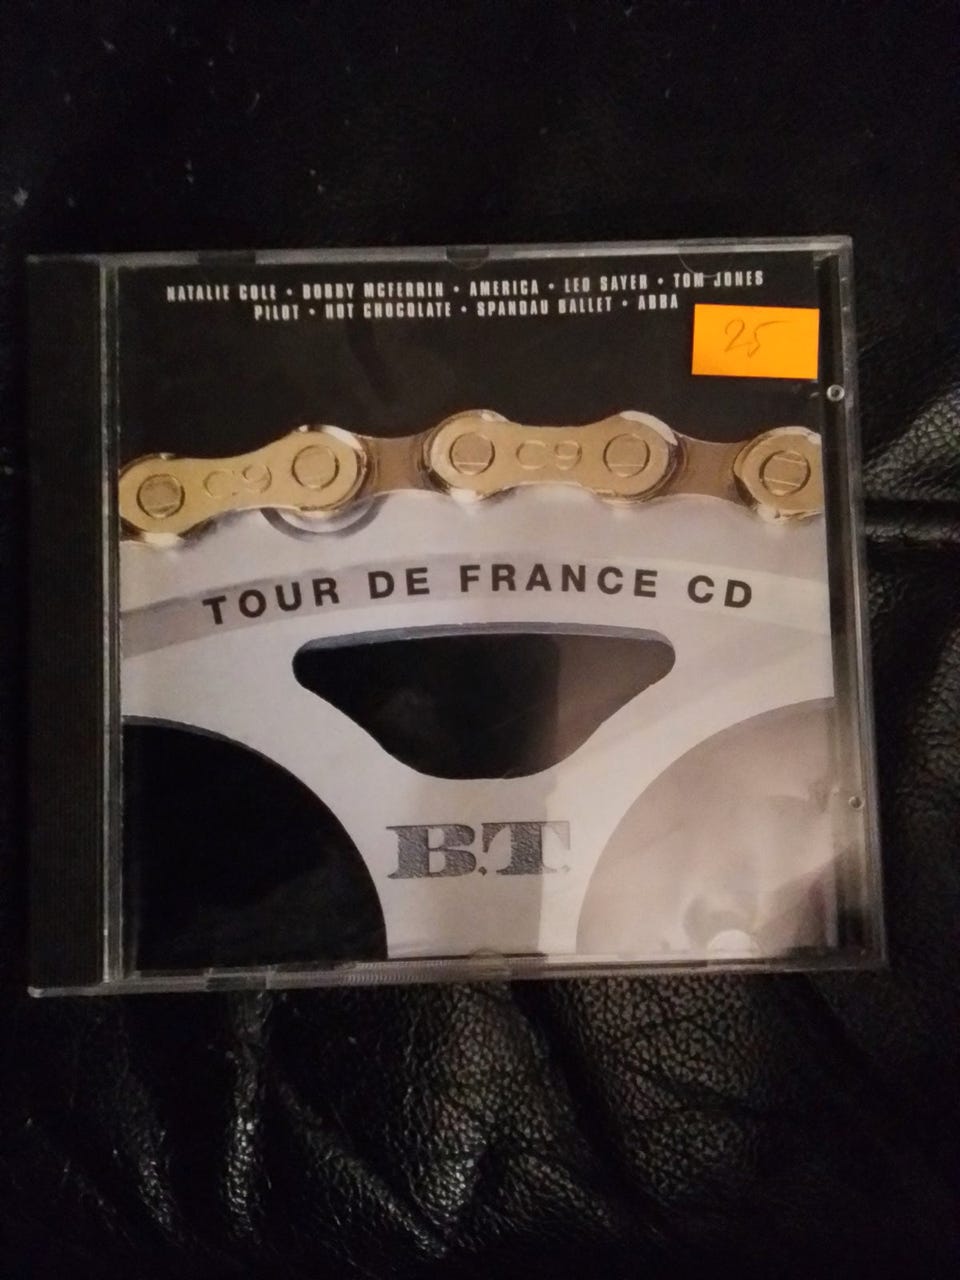 NATALIE COLE • BOBBY MCFERRIN • AMERICA • LEO SAYER • TOM JONES
PILOT • HOT CHOCOLATE • SPANDAU BALLET • ABBA
25
C9 C9
TOUR DE FRANCE CD
B.T.